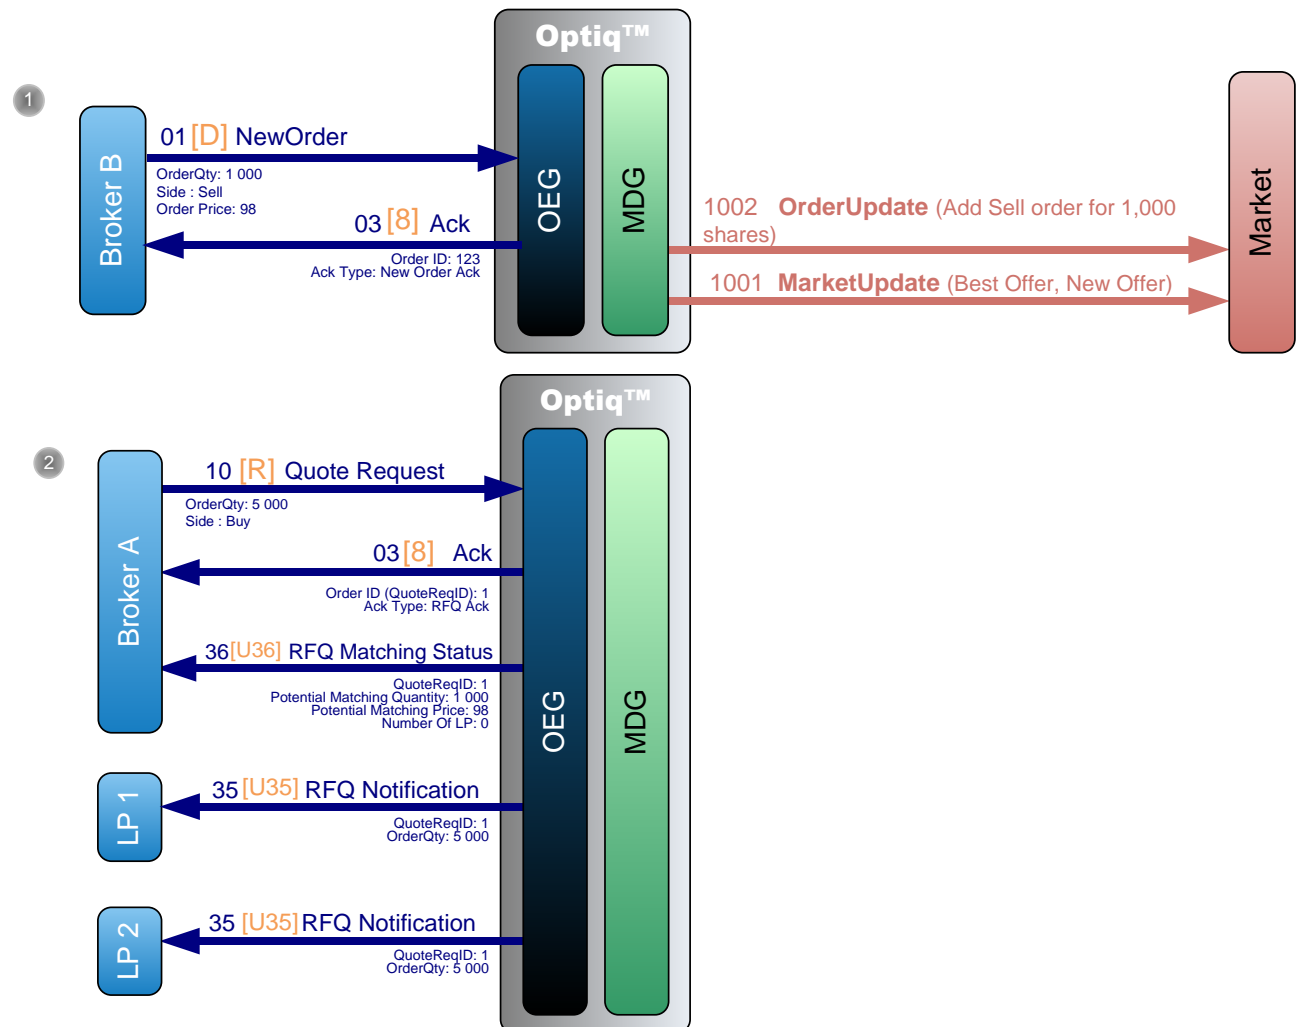 Optiq™
1
01 [D] NewOrder
OrderQty: 1 000
Side : Sell
Order Price: 98
03 [8] Ack
Order ID: 123
Ack Type: New Order Ack
Broker B
OEG
MDG
1002 OrderUpdate (Add Sell order for 1,000
shares)
1001 MarketUpdate (Best Offer, New Offer)
Market
Optiq™
2
10 [R] Quote Request
OrderQty: 5 000
Side : Buy
03 [8] Ack
Order ID (QuoteReqID): 1
Ack Type: RFQ Ack
Broker A
36 [U36] RFQ Matching Status
QuoteReqID: 1
Potential Matching Quantity: 1 000
Potential Matching Price: 98
Number Of LP: 0
OEG
MDG
LP 1
35 [U35] RFQ Notification
QuoteReqID: 1
OrderQty: 5 000
LP 2
35 [U35] RFQ Notification
QuoteReqID: 1
OrderQty: 5 000